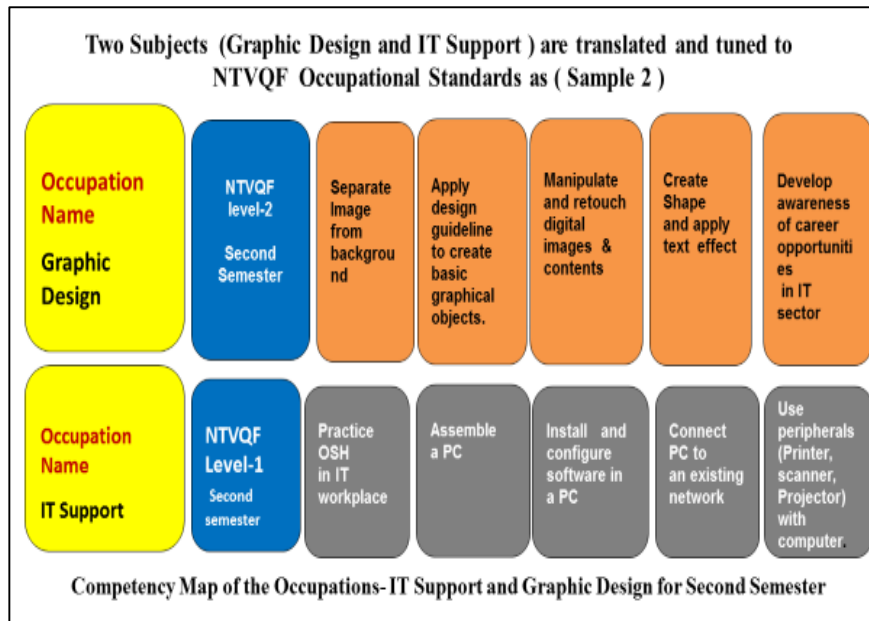 Two Subjects (Graphic Design and IT Support ) are translated and tuned to
NTVQF Occupational Standards as ( Sample 2 )
Occupation
Name
Graphic
Design
NTVQF
level-2
Second
Semester
Separate
Image
from
backgrou
nd
Apply
design
guideline
to create
basic
graphical
objects.
Manipulate
and retouch
digital
images &
contents
Create
Shape
and apply
text effect
Develop
awareness
of career
opportuniti
es
in IT
sector
Occupation
Name
IT Support
NTVQF
Level-1
Second
semester
Practice
OSH
in IT
workplace
Assemble
a PC
Install and
configure
software in
a PC
Connect
PC to
an existing
network
Use
peripherals
(Printer,
scanner,
Projector)
with
computer.
Competency Map of the Occupations- IT Support and Graphic Design for Second Semester